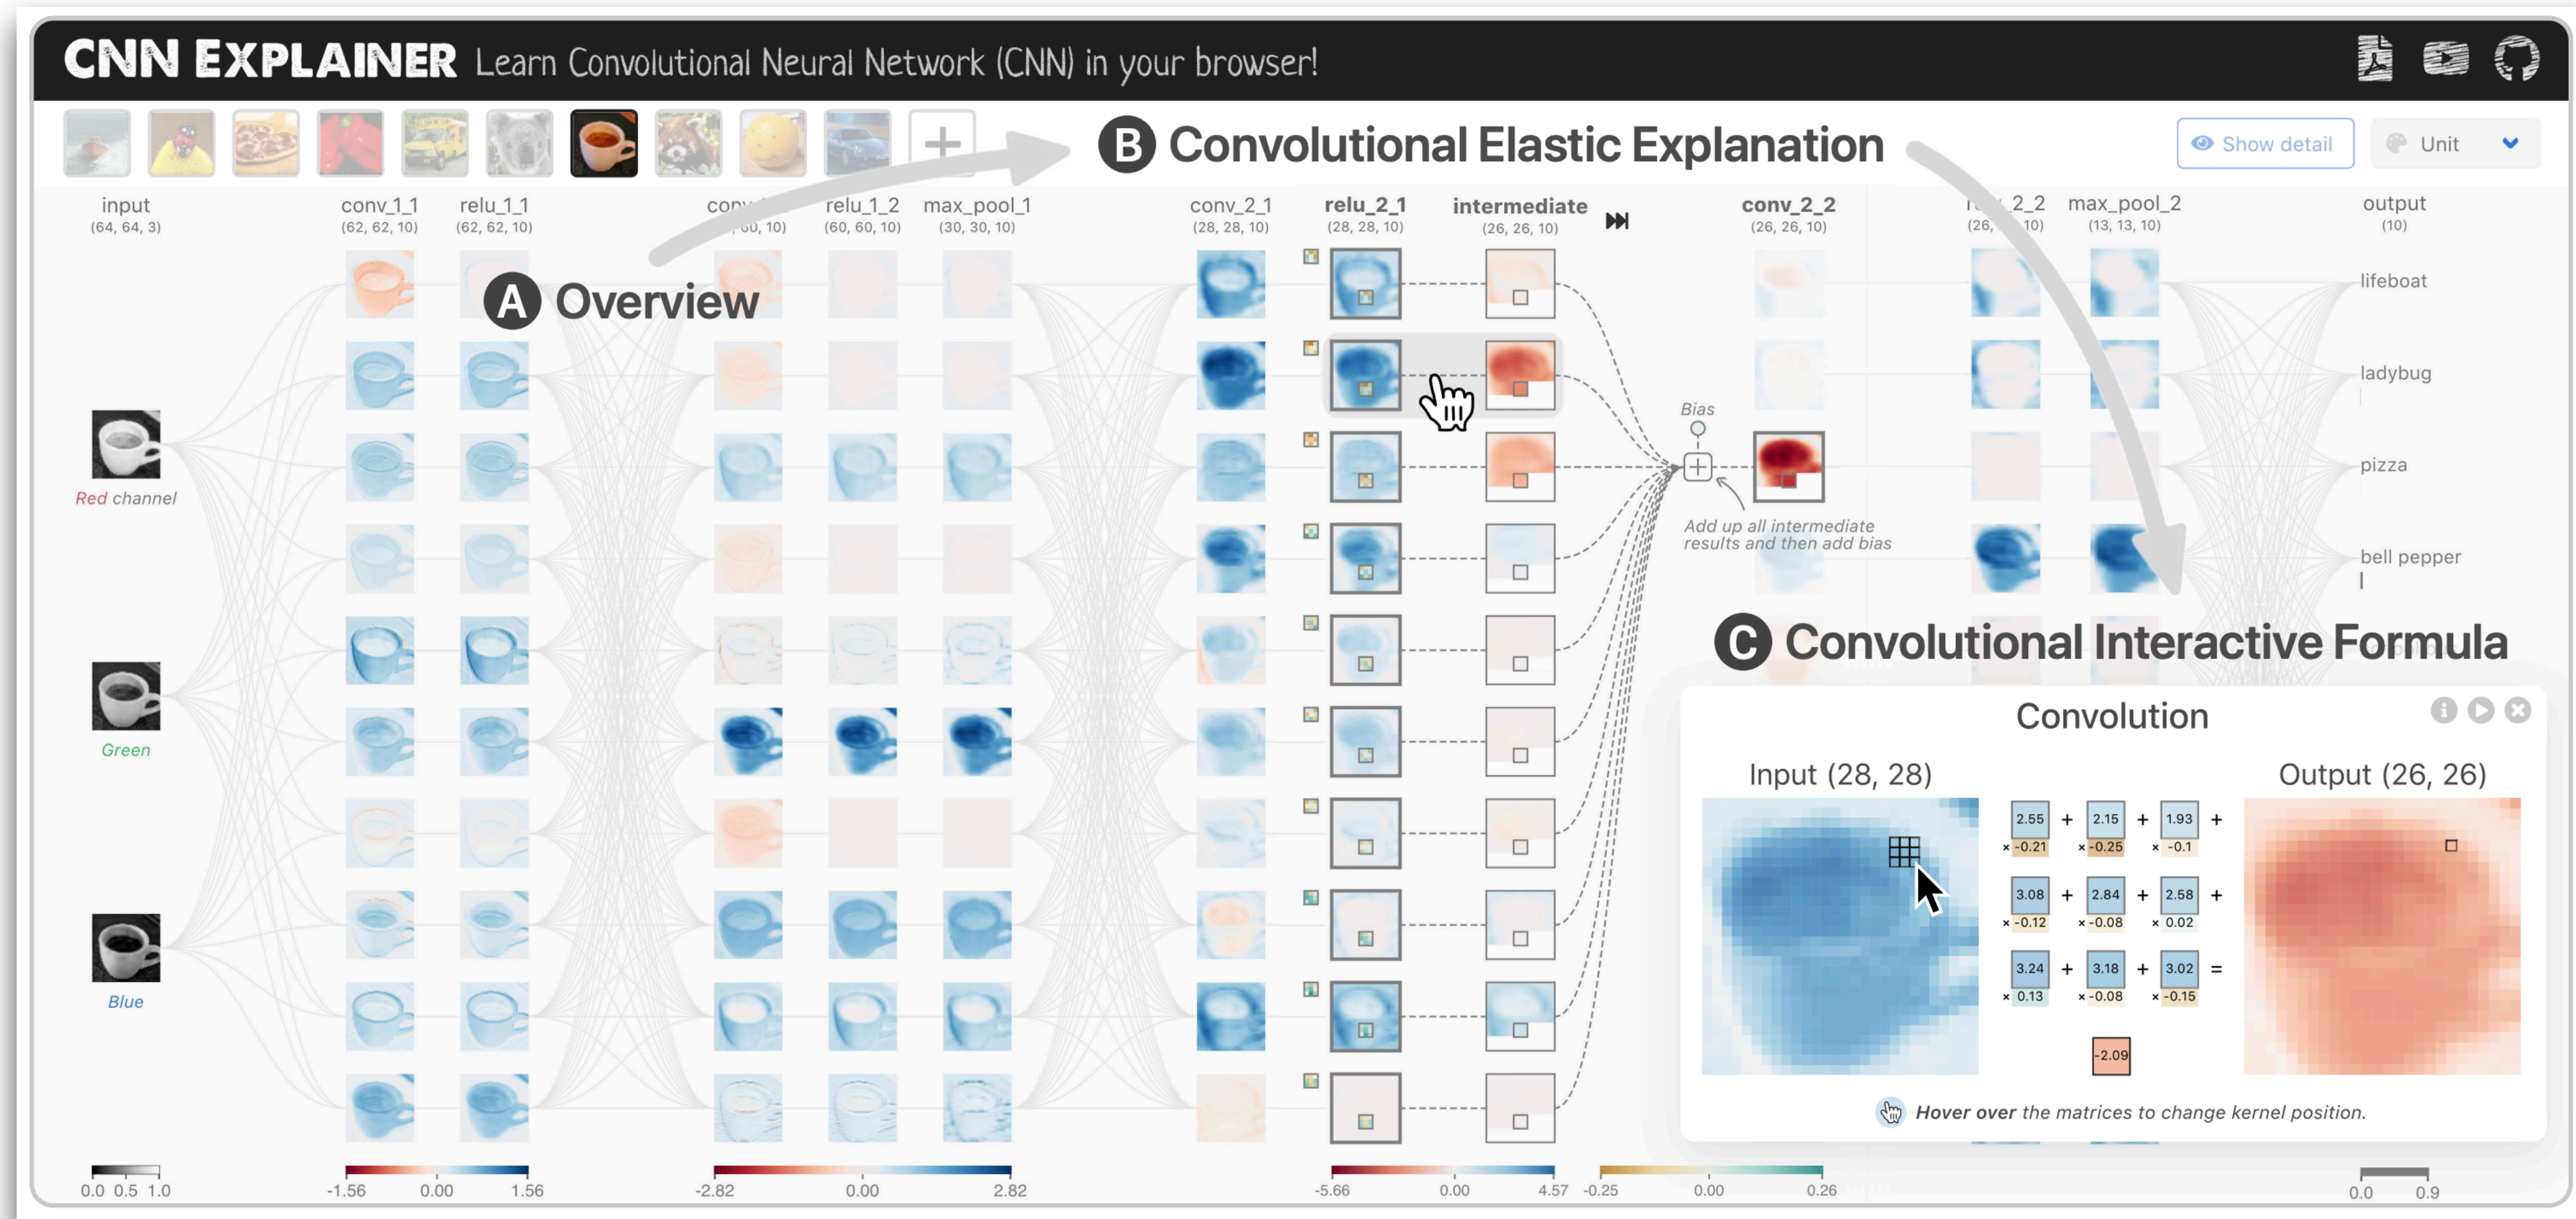 CNN EXPLAINER Learn Convolutional Neural Network (CNN) in your browser!
B Convolutional Elastic Explanation
Show detail
Unit
input
(64, 64, 3)
conv_1_1
(62, 62, 10)
relu_1_1
(62, 62, 10)
relu_1_2
(60, 60, 10)
max_pool_1
(30, 30, 10)
conv_2_1
(28, 28, 10)
relu_2_1
(28, 28, 10)
intermediate
(26, 26, 10)
conv_2_2
(26, 26, 10)
max_pool_2
(13, 13, 10)
output
(10)
A Overview
lifeboat
ladybug
pizza
bell pepper
Red channel
Green
Blue
Bias
Add up all intermediate
results and then add bias
C Convolutional Interactive Formula
Convolution
Input (28, 28)
Output (26, 26)
2.55 + 2.15 + 1.93 +
× -0.21 × -0.25 × -0.1
3.08 + 2.84 + 2.58 +
× -0.12 × -0.08 × 0.02
3.24 + 3.18 + 3.02 =
× 0.13 × -0.08 × -0.15
-2.09
Hover over the matrices to change kernel position.
0.0 0.5 1.0
-1.56 0.00 1.56
-2.82 0.00 2.82
-5.66 0.00 4.57
-0.25 0.00 0.26
0.0 0.9